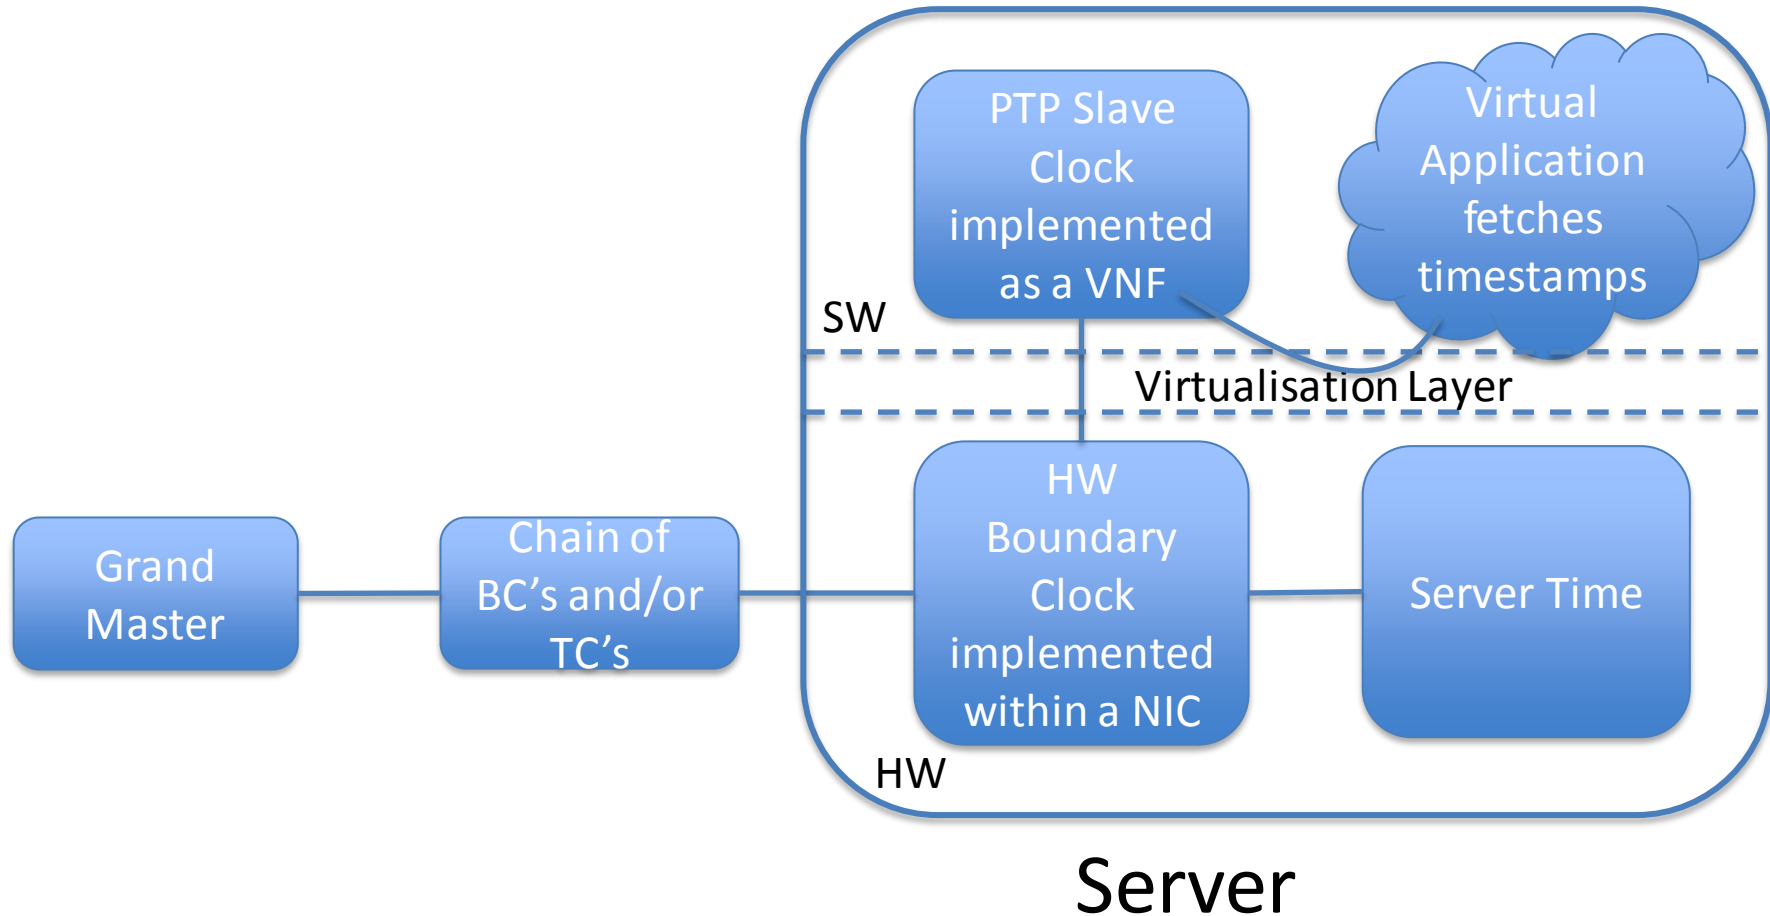 PTP Slave
Clock
implemented
as a VNF
Virtual
Application
fetches
timestamps
SW
Virtualisation Layer
Grand
Master
Chain of
BC’s and/or
TC’s
HW
Boundary
Clock
implemented
within a NIC
Server Time
HW
Server